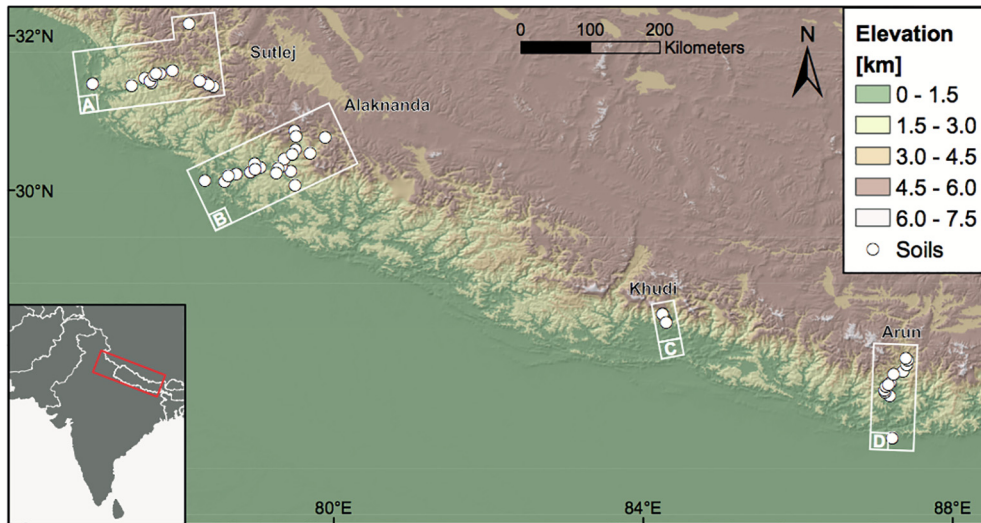 32°N
30°N
Sutlej
A
Alaknanda
B
0 100 200
Kilometers
N
Elevation
[km]
0 - 1.5
1.5 - 3.0
3.0 - 4.5
4.5 - 6.0
6.0 - 7.5
Soils
Khudi
C
Arun
D
80°E 84°E 88°E